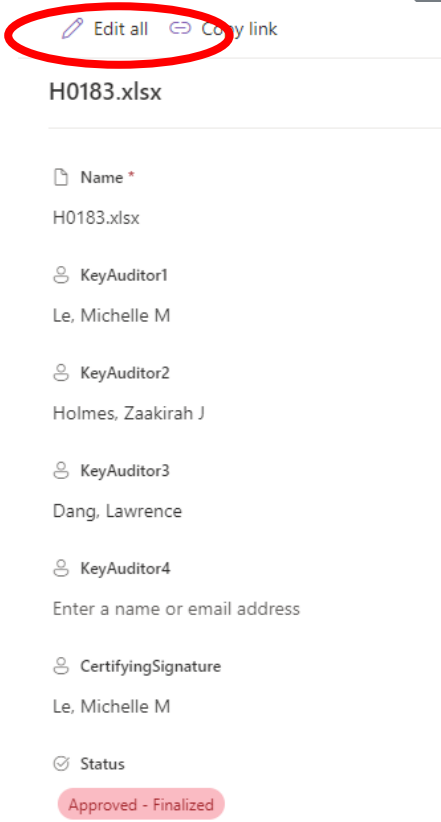 Edit all Copy link
H0183.xlsx
Name *
H0183.xlsx
KeyAuditor1
Le, Michelle M
KeyAuditor2
Holmes, Zaakirah J
KeyAuditor3
Dang, Lawrence
KeyAuditor4
Enter a name or email address
CertifyingSignature
Le, Michelle M
Status
Approved - Finalized